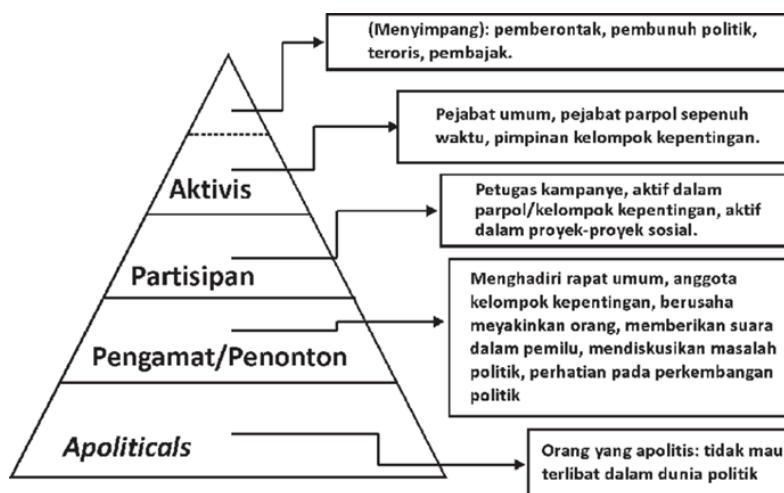 (Menyimpang): pemberontak, pembunuh politik,
teroris, pembajak.
Pejabat umum, pejabat parpol sepenuh
waktu, pimpinan kelompok kepentingan.
Aktivis
Petugas kampanye, aktif dalam
parpol/kelompok kepentingan, aktif
dalam proyek-proyek sosial.
Partisipan
Menghadiri rapat umum, anggota
kelompok kepentingan, berusaha
meyakinkan orang, memberikan suara
dalam pemilu, mendiskusikan masalah
politik, perhatian pada perkembangan
politik
Pengamat/Penonton
Apoliticals
Orang yang apolitis: tidak mau
terlibat dalam dunia politik